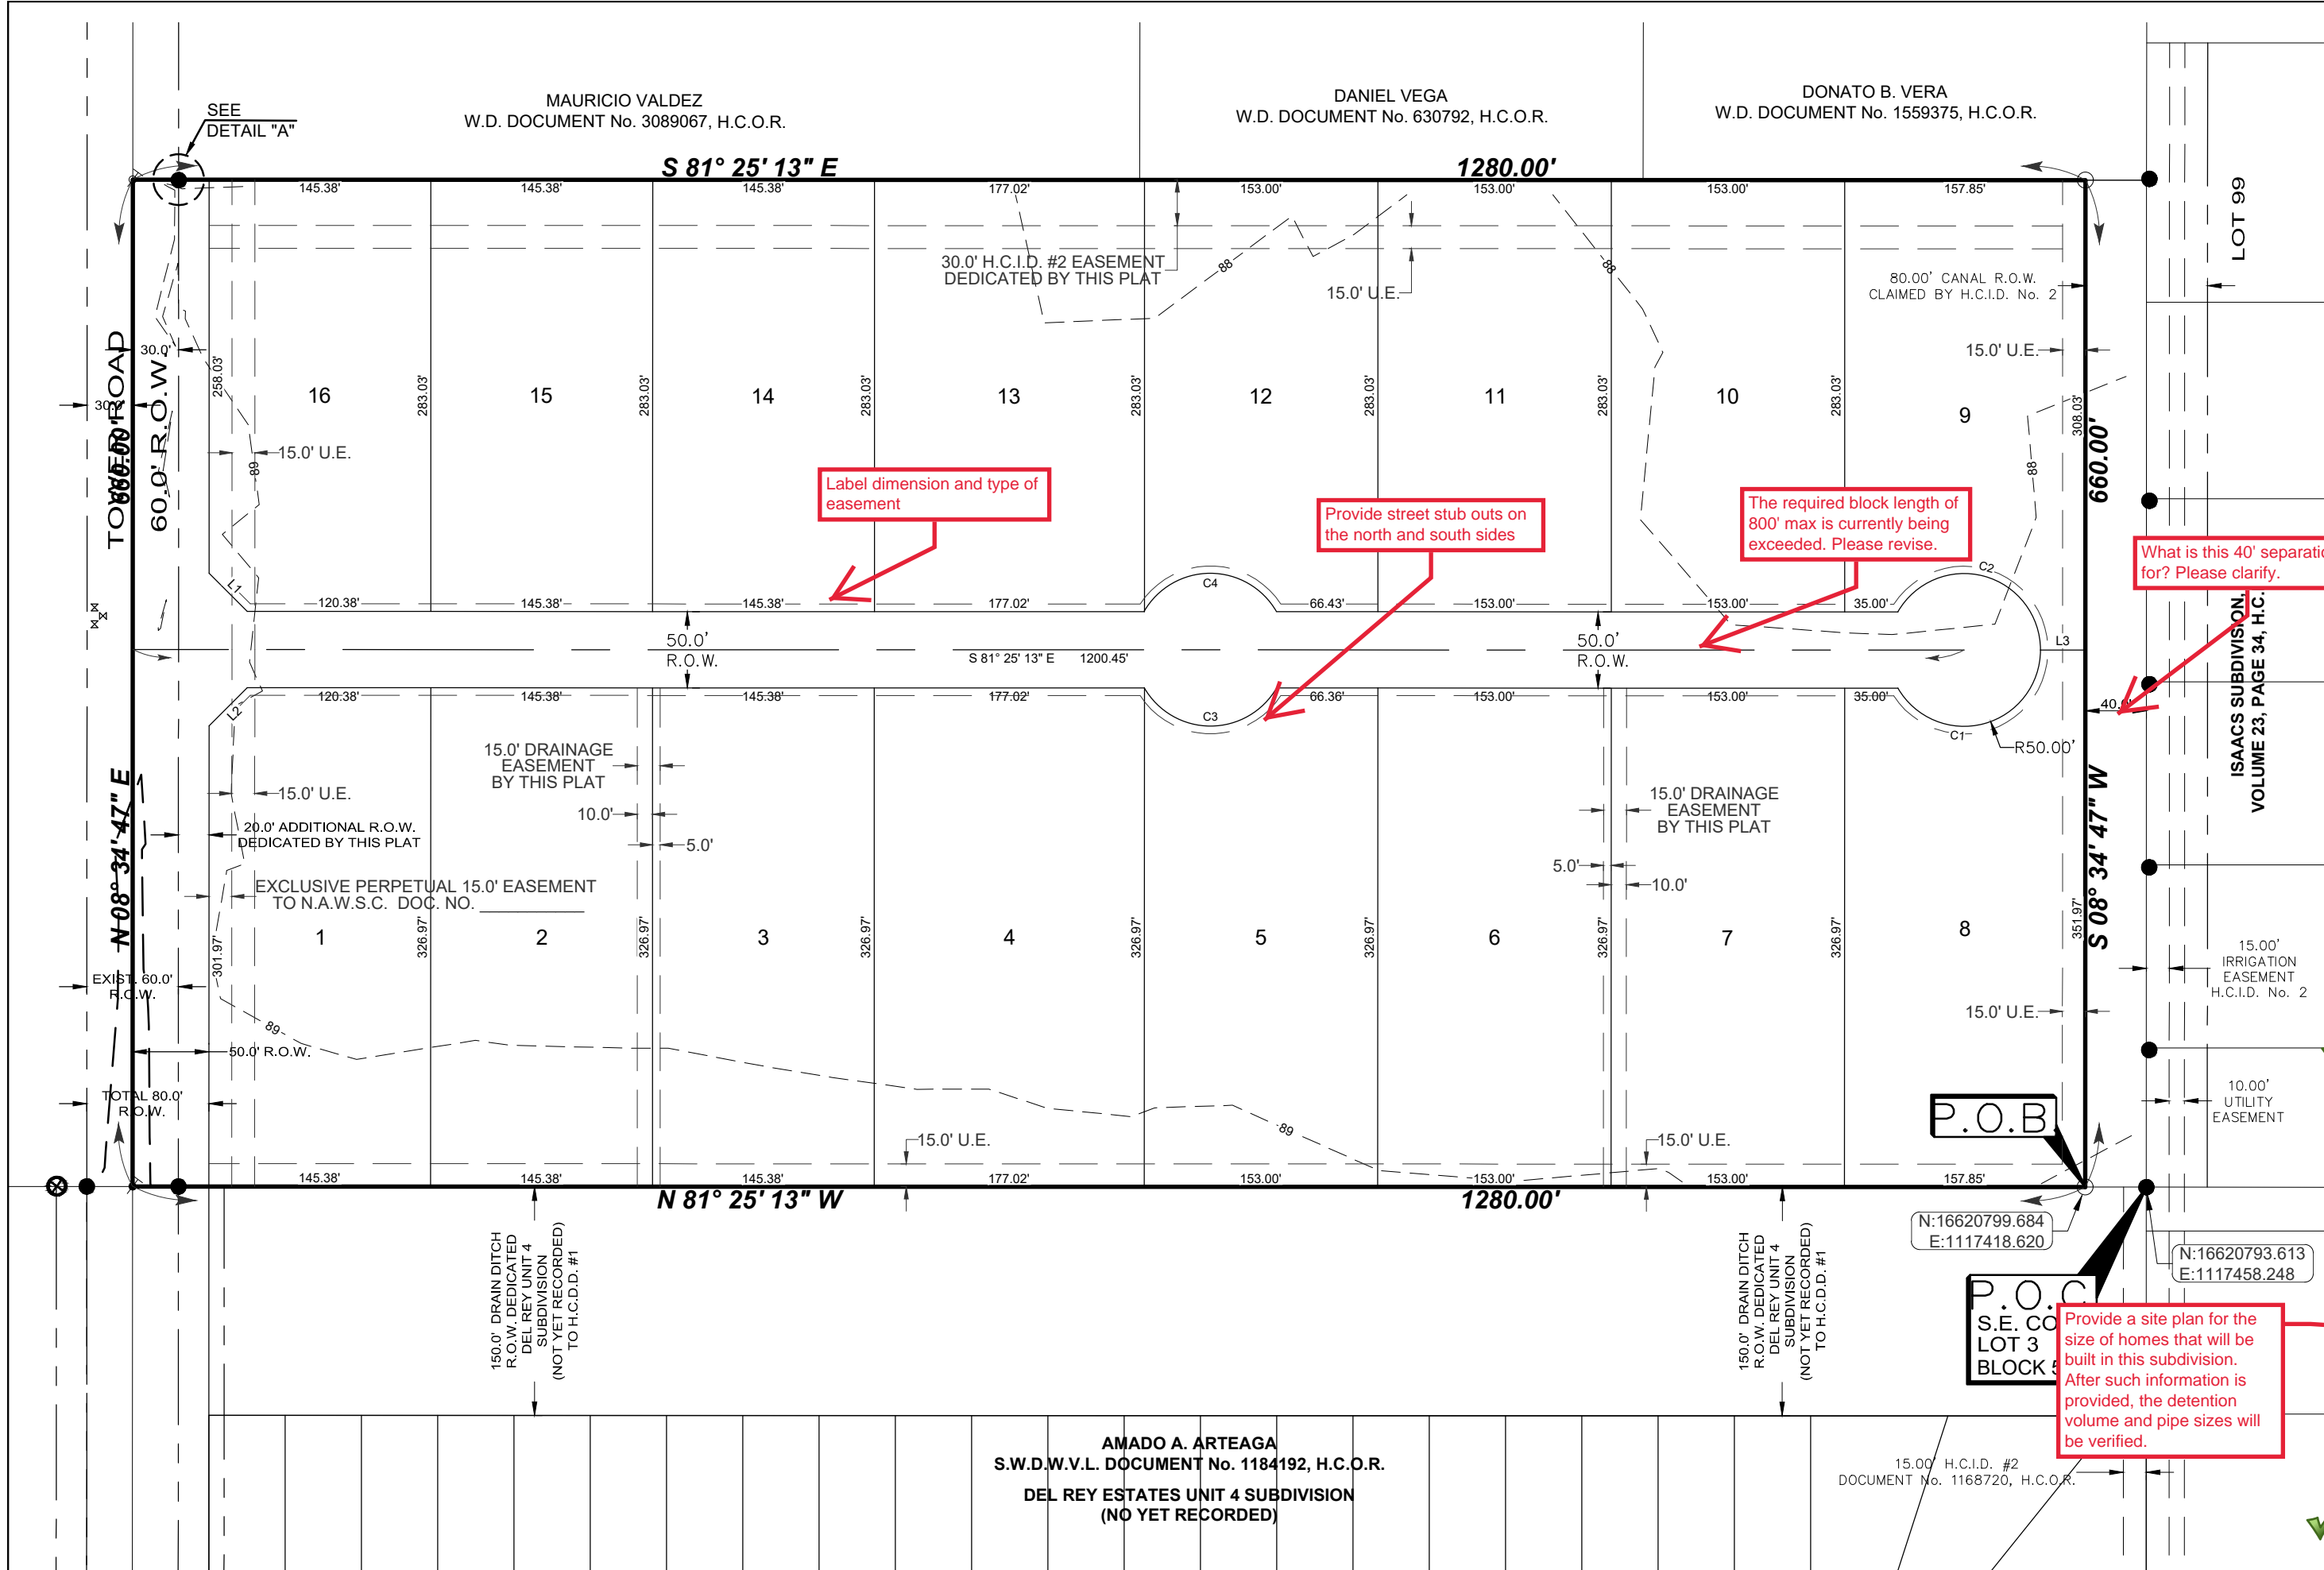 SEE
DETAIL "A"
MAURICIO VALDEZ
W.D. DOCUMENT No. 3089067, H.C.O.R.
DANIEL VEGA
W.D. DOCUMENT No. 630792, H.C.O.R.
DONATO B. VERA
W.D. DOCUMENT No. 1559375, H.C.O.R.
S 81° 25' 13" E
1280.00'
145.38'
145.38'
145.38'
177.02'
153.00'
153.00'
153.00'
157.85'
LOT 99
30.0' H.C.I.D. #2 EASEMENT
DEDICATED BY THIS PLAT
88
15.0' U.E.
88
80.00' CANAL R.O.W.
CLAIMED BY H.C.I.D. No. 2
15.0' U.E.
TOWER ROAD
660.00'
60.0' R.O.W.
30.0'
30.0'
258.03'
16
283.03'
15
283.03'
14
283.03'
13
283.03'
12
283.03'
11
283.03'
10
283.03'
9
308.03'
660.00'
15.0' U.E.
89
88
Label dimension and type of
easement
Provide street stub outs on
the north and south sides
The required block length of
800' max is currently being
exceeded. Please revise.
What is this 40' separatio
for? Please clarify.
L1
120.38'
145.38'
145.38'
177.02'
C4
66.43'
153.00'
153.00'
35.00'
C2
50.0'
R.O.W.
S 81° 25' 13" E
1200.45'
50.0'
R.O.W.
L3
ISAACS SUBDIVISION,
VOLUME 23, PAGE 34, H.C.
L2
120.38'
145.38'
145.38'
177.02'
C3
66.36'
153.00'
153.00'
35.00'
C1
R50.00'
40.0'
15.0' DRAINAGE
EASEMENT
BY THIS PLAT
10.0'
5.0'
15.0' DRAINAGE
EASEMENT
BY THIS PLAT
5.0'
10.0'
15.0' U.E.
20.0' ADDITIONAL R.O.W.
DEDICATED BY THIS PLAT
EXCLUSIVE PERPETUAL 15.0' EASEMENT
TO N.A.W.S.C. DOC. NO.
N 08° 34' 47" E
S 08° 34' 47" W
301.97'
1
326.97'
2
326.97'
3
326.97'
4
326.97'
5
326.97'
6
326.97'
7
326.97'
8
351.97'
EXIST. 60.0'
R.O.W.
15.00'
IRRIGATION
EASEMENT
H.C.I.D. No. 2
15.0' U.E.
89
50.0' R.O.W.
TOTAL 80.0'
R.O.W.
10.00'
UTILITY
EASEMENT
P.O.B
15.0' U.E.
89
15.0' U.E.
145.38'
145.38'
145.38'
177.02'
153.00'
153.00'
153.00'
157.85'
N 81° 25' 13" W
1280.00'
N:16620799.684
E:1117418.620
N:16620793.613
E:1117458.248
150.0' DRAIN DITCH
R.O.W. DEDICATED
DEL REY UNIT 4
SUBDIVISION
(NOT YET RECORDED)
TO H.C.D.D. #1
150.0' DRAIN DITCH
R.O.W. DEDICATED
DEL REY UNIT 4
SUBDIVISION
(NOT YET RECORDED)
TO H.C.D.D. #1
P.O.C
S.E. CO
LOT 3
BLOCK 5
Provide a site plan for the
size of homes that will be
built in this subdivision.
After such information is
provided, the detention
volume and pipe sizes will
be verified.
AMADO A. ARTEAGA
S.W.D.W.V.L. DOCUMENT No. 1184192, H.C.O.R.
DEL REY ESTATES UNIT 4 SUBDIVISION
(NO YET RECORDED)
15.00' H.C.I.D. #2
DOCUMENT No. 1168720, H.C.O.R.